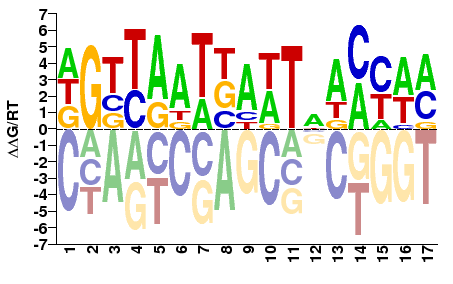 7
6
5
4
3
2
1
0
-1
-2
-3
-4
-5
-6
-7
ΔΔG/RT
A T G C
G A C T
T C G A
T C A G
A G C T
A T G C
T A C G
T G C A
A C T G
T A G C
T A C G
A G
A T G C
C A G T
C T A G
A T C G
A C G T
1 2 3 4 5 6 7 8 9 10 11 12 13 14 15 16 17